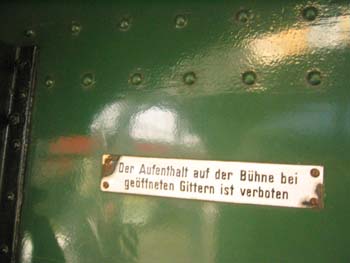 Der Aufenthalt auf der Bühne bei
geöffneten Gittern ist verboten